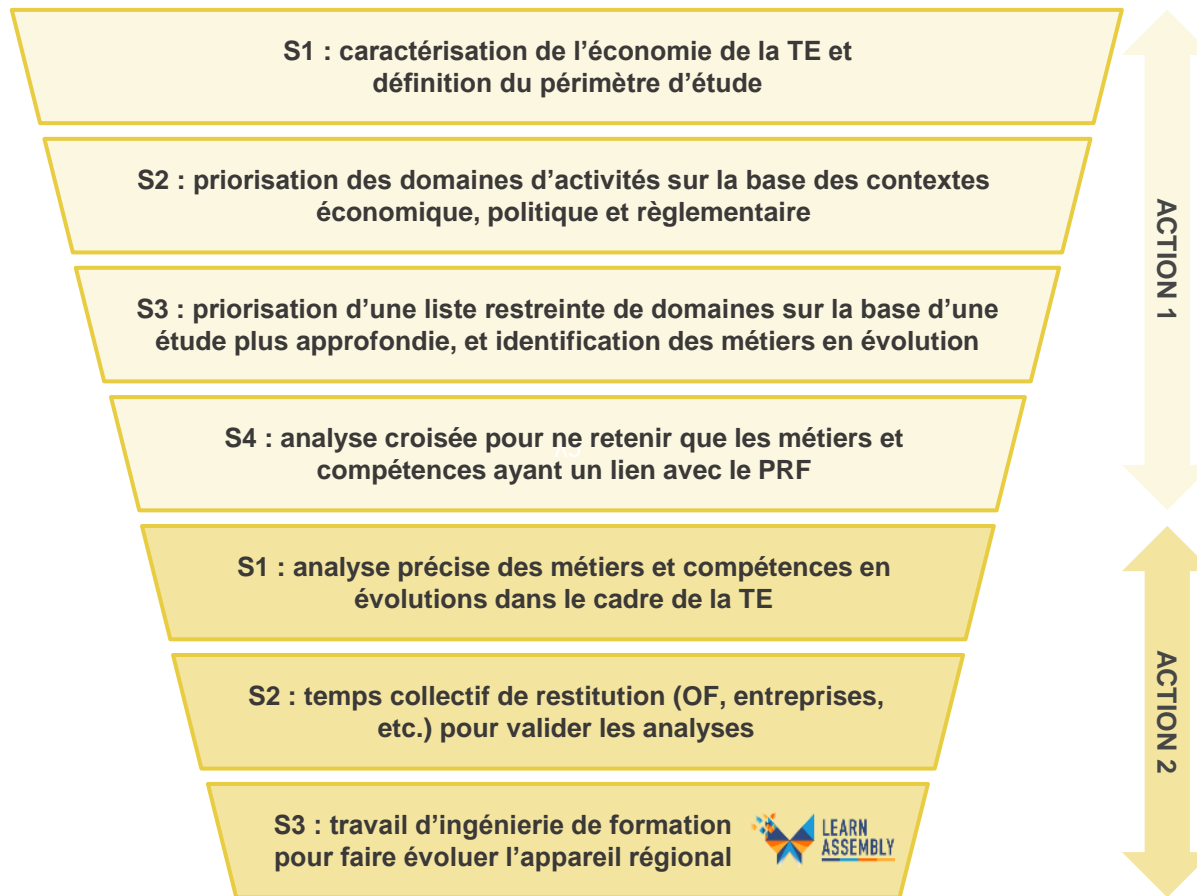 S1 : caractérisation de l’économie de la TE et
définition du périmètre d’étude
S2 : priorisation des domaines d’activités sur la base des contextes
économique, politique et règlementaire
S3 : priorisation d’une liste restreinte de domaines sur la base d’une
étude plus approfondie, et identification des métiers en évolution
S4 : analyse croisée pour ne retenir que les métiers et
compétences ayant un lien avec le PRF
ACTION 1
S1 : analyse précise des métiers et compétences en
évolutions dans le cadre de la TE
S2 : temps collectif de restitution (OF, entreprises,
etc.) pour valider les analyses
S3 : travail d’ingénierie de formation
pour faire évoluer l’appareil régional
LEARN
ASSEMBLY
ACTION 2